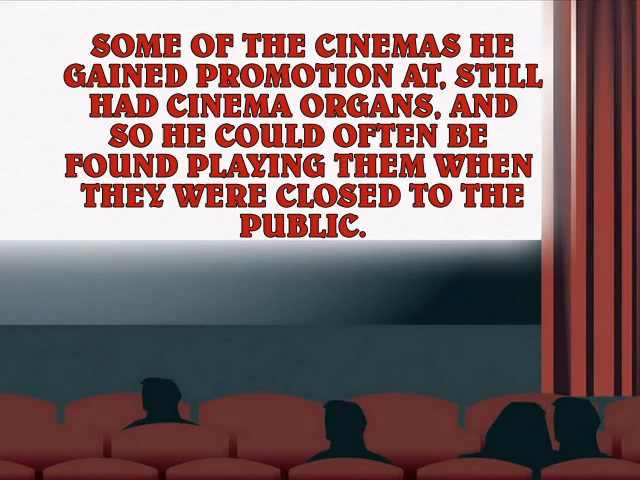 SOME OF THE CINEMAS HE
GAINED PROMOTION AT, STILL
HAD CINEMA ORGANS, AND
SO HE COULD OFTEN BE
FOUND PLAYING THEM WHEN
THEY WERE CLOSED TO THE
PUBLIC.